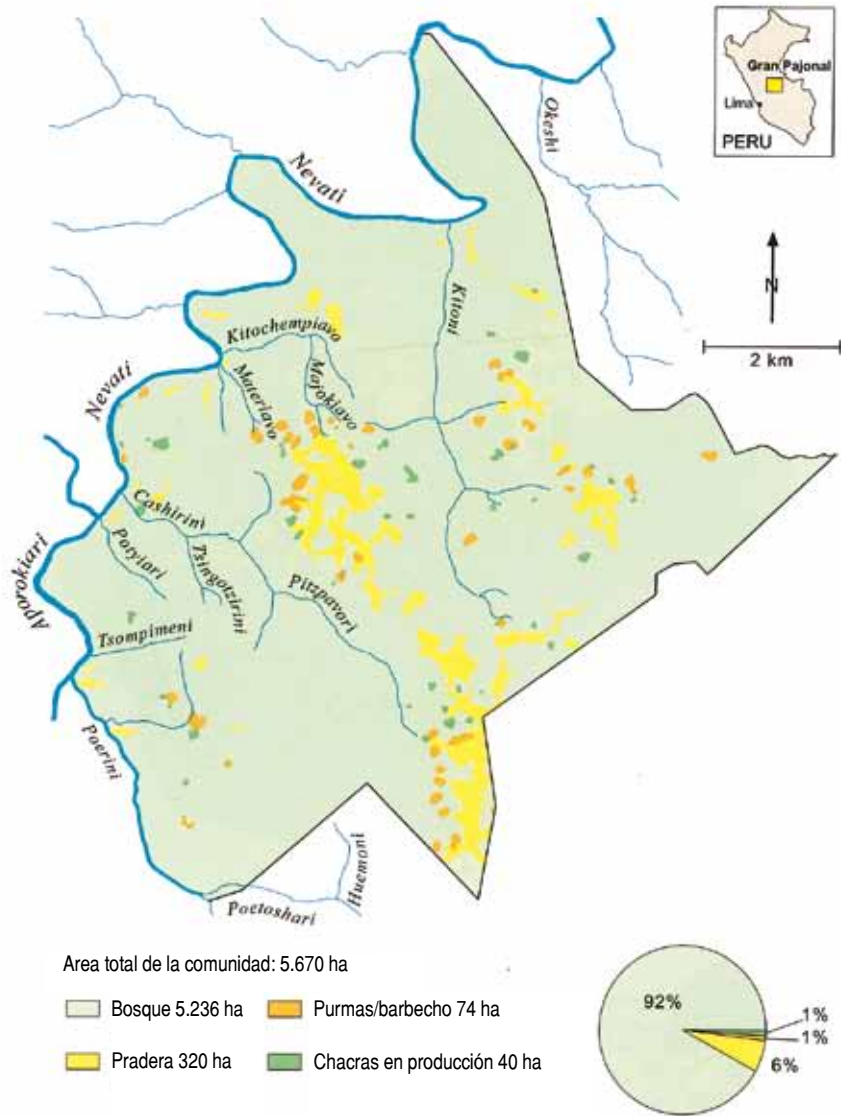 Gran Pajonal
Lima
PERU
Okeshi
Nevati
N
2 km
Kitoni
Kitochempiavo
Materiavo
Mojokiavo
Nevati
Cashirini
Potyiari
Tsingotzirini
Aporokiari
Pitzpavori
Tsompimeni
Poerini
Huemoni
Poetoshari
Area total de la comunidad: 5.670 ha
Bosque 5.236 ha
Purmas/barbecho 74 ha
Pradera 320 ha
Chacras en producción 40 ha
92%
1%
1%
6%